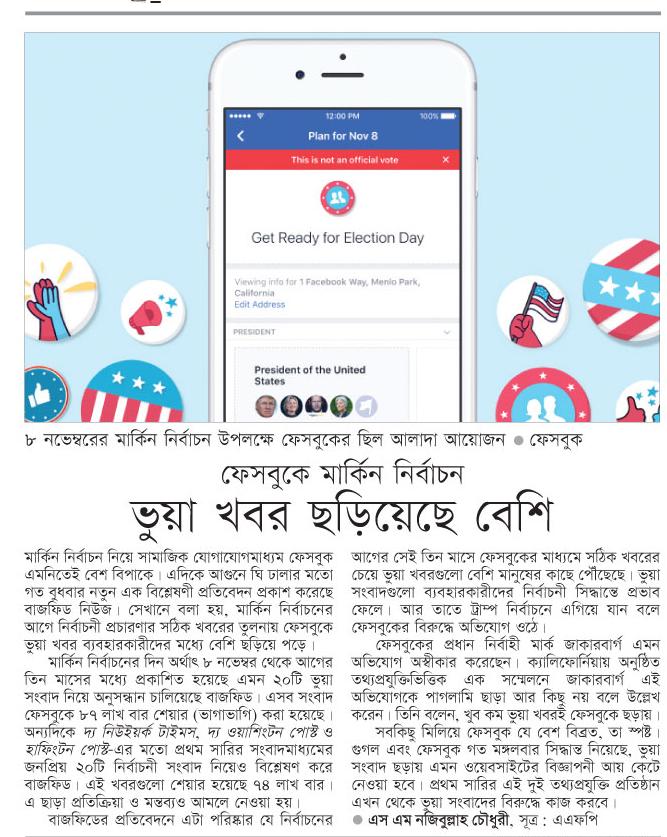 12:00 PM
100%
Plan for Nov 8
This is not an official vote
Get Ready for Election Day
Viewing info for 1 Facebook Way, Menlo Park,
California
Edit Address
PRESIDENT
President of the United
States
৮ নভেম্বরের মার্কিন নির্বাচন উপলক্ষে ফেসবুকের ছিল আলাদা আয়োজন ● ফেসবুক
ফেসবুকে মার্কিন নির্বাচন
ভুয়া খবর ছড়িয়েছে বেশি
মার্কিন নির্বাচন নিয়ে সামাজিক যোগাযোগমাধ্যম ফেসবুক
এমনিতেই বেশ বিপাকে। এদিকে আগুনে ঘি ঢালার মতো
গত বুধবার নতুন এক বিশ্লেষণী প্রতিবেদন প্রকাশ করেছে
বাজফিড নিউজ। সেখানে বলা হয়, মার্কিন নির্বাচনের
আগে নির্বাচনী প্রচারণার সঠিক খবরের তুলনায় ফেসবুকে
ভুয়া খবর ব্যবহারকারীদের মধ্যে বেশি ছড়িয়ে পড়ে।
মার্কিন নির্বাচনের দিন অর্থাৎ ৮ নভেম্বর থেকে আগের
তিন মাসের মধ্যে প্রকাশিত হয়েছে এমন ২০টি ভুয়া
সংবাদ নিয়ে অনুসন্ধান চালিয়েছে বাজফিড। এসব সংবাদ
ফেসবুকে ৮৭ লাখ বার শেয়ার (ভাগাভাগি) করা হয়েছে।
অন্যদিকে দ্য নিউইয়র্ক টাইমস, দ্য ওয়াশিংটন পোস্ট ও
হাফিংটন পোস্ট-এর মতো প্রথম সারির সংবাদমাধ্যমের
জনপ্রিয় ২০টি নির্বাচনী সংবাদ নিয়েও বিশ্লেষণ করে
বাজফিড। এই খবরগুলো শেয়ার হয়েছে ৭৪ লাখ বার।
এ ছাড়া প্রতিক্রিয়া ও মন্তব্যও আমলে নেওয়া হয়।
বাজফিডের প্রতিবেদনে এটা পরিষ্কার যে নির্বাচনের
আগের সেই তিন মাসে ফেসবুকের মাধ্যমে সঠিক খবরের
চেয়ে ভুয়া খবরগুলো বেশি মানুষের কাছে পৌঁছেছে। ভুয়া
সংবাদগুলো ব্যবহারকারীদের নির্বাচনী সিদ্ধান্তে প্রভাব
ফেলে। আর তাতে ট্রাম্প নির্বাচনে এগিয়ে যান বলে
ফেসবুকের বিরুদ্ধে অভিযোগ ওঠে।
ফেসবুকের প্রধান নির্বাহী মার্ক জাকারবার্গ এমন
অভিযোগ অস্বীকার করেছেন। ক্যালিফোর্নিয়ায় অনুষ্ঠিত
তথ্যপ্রযুক্তিভিত্তিক এক সম্মেলনে জাকারবার্গ এই
অভিযোগকে পাগলামি ছাড়া আর কিছু নয় বলে উল্লেখ
করেন। তিনি বলেন, খুব কম ভুয়া খবরই ফেসবুকে ছড়ায়।
সবকিছু মিলিয়ে ফেসবুক যে বেশ বিব্রত, তা স্পষ্ট।
গুগল এবং ফেসবুক গত মঙ্গলবার সিদ্ধান্ত নিয়েছে, ভুয়া
সংবাদ ছড়ায় এমন ওয়েবসাইটের বিজ্ঞাপনী আয় কেটে
নেওয়া হবে। প্রথম সারির এই দুই তথ্যপ্রযুক্তি প্রতিষ্ঠান
এখন থেকে ভুয়া সংবাদের বিরুদ্ধে কাজ করবে।
● এস এম নজিবুল্লাহ চৌধুরী, সূত্র : এএফপি